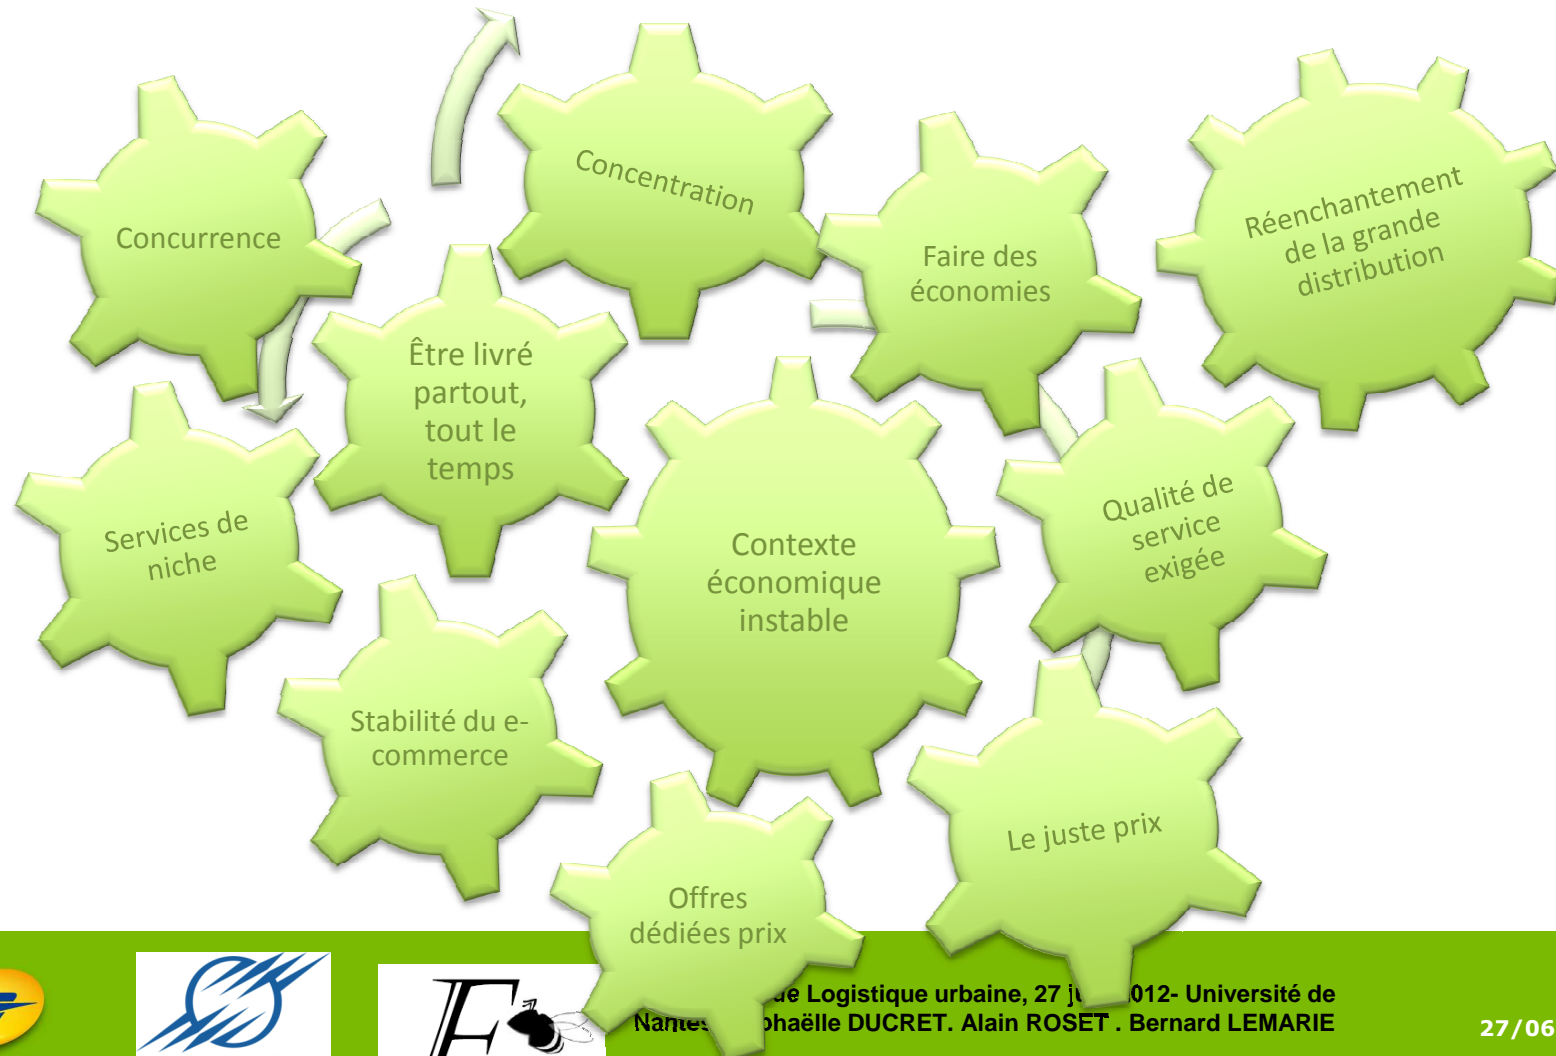 Concentration
Réenchantement
de la grande
distribution
Concurrence
Faire des
économies
Être livré
partout,
tout le
temps
Qualité de
service
exigée
Services de
niche
Contexte
économique
instable
Stabilité du e-
commerce
Le juste prix
Offres
dédiées prix
Logistique urbaine, 27 012- Université de
Nantes DUCRET. Alain ROSET . Bernard LEMARIE
27/06
F